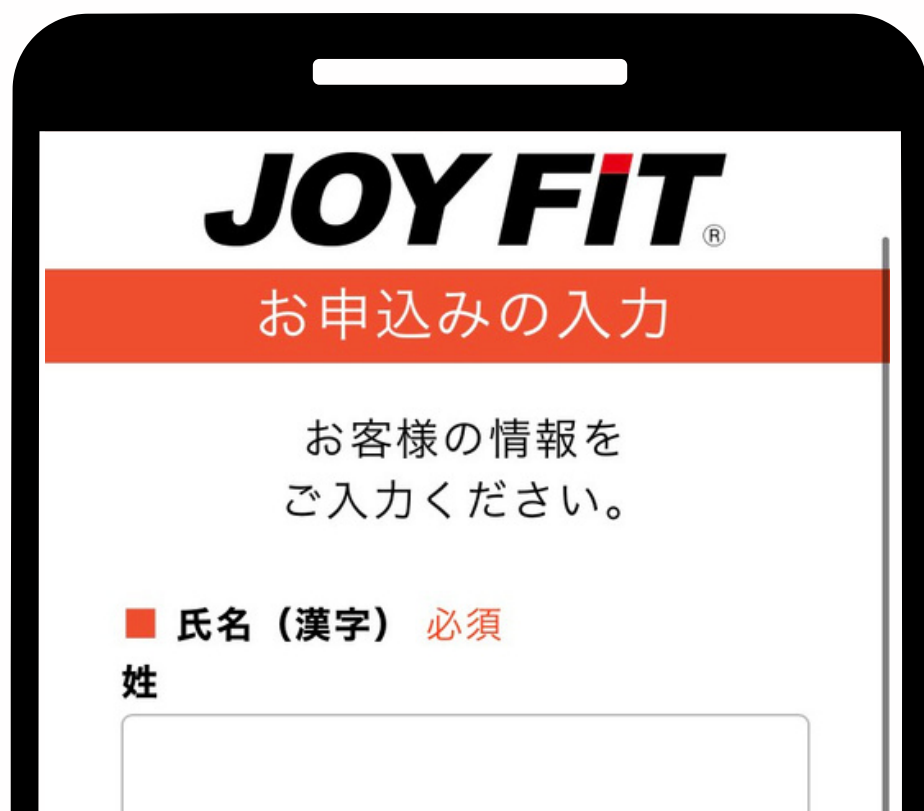 JOY FiT®
お申込みの入力
お客様の情報を
ご入力ください。
■ 氏名（漢字） 必須
姓